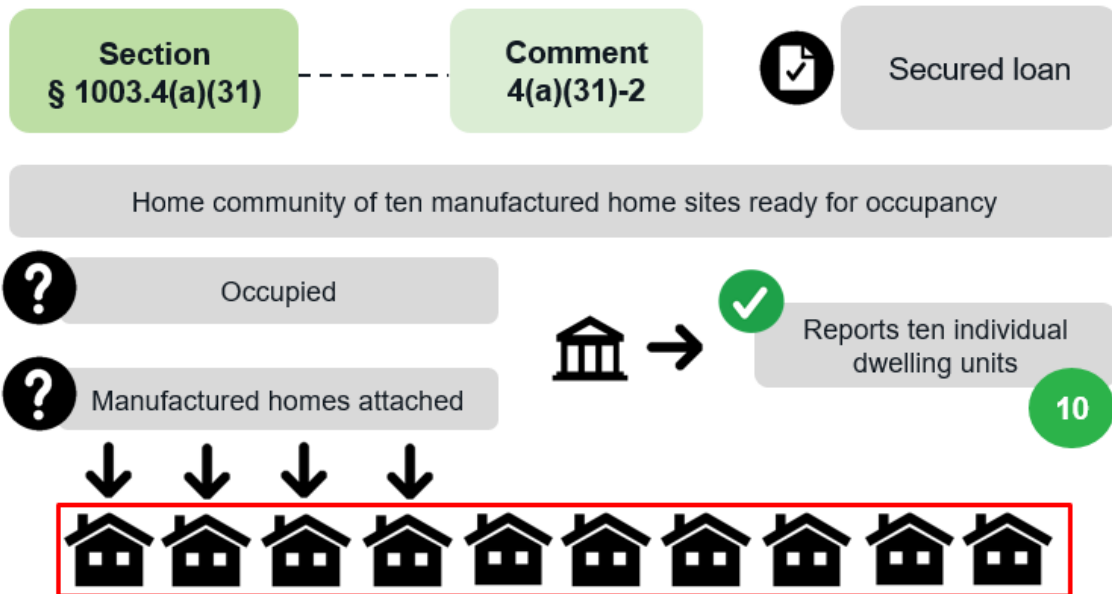 Section
§ 1003.4(a)(31)
Comment
4(a)(31)-2
Secured loan
Home community of ten manufactured home sites ready for occupancy
?
Occupied
Reports ten individual
dwelling units
?
Manufactured homes attached
10